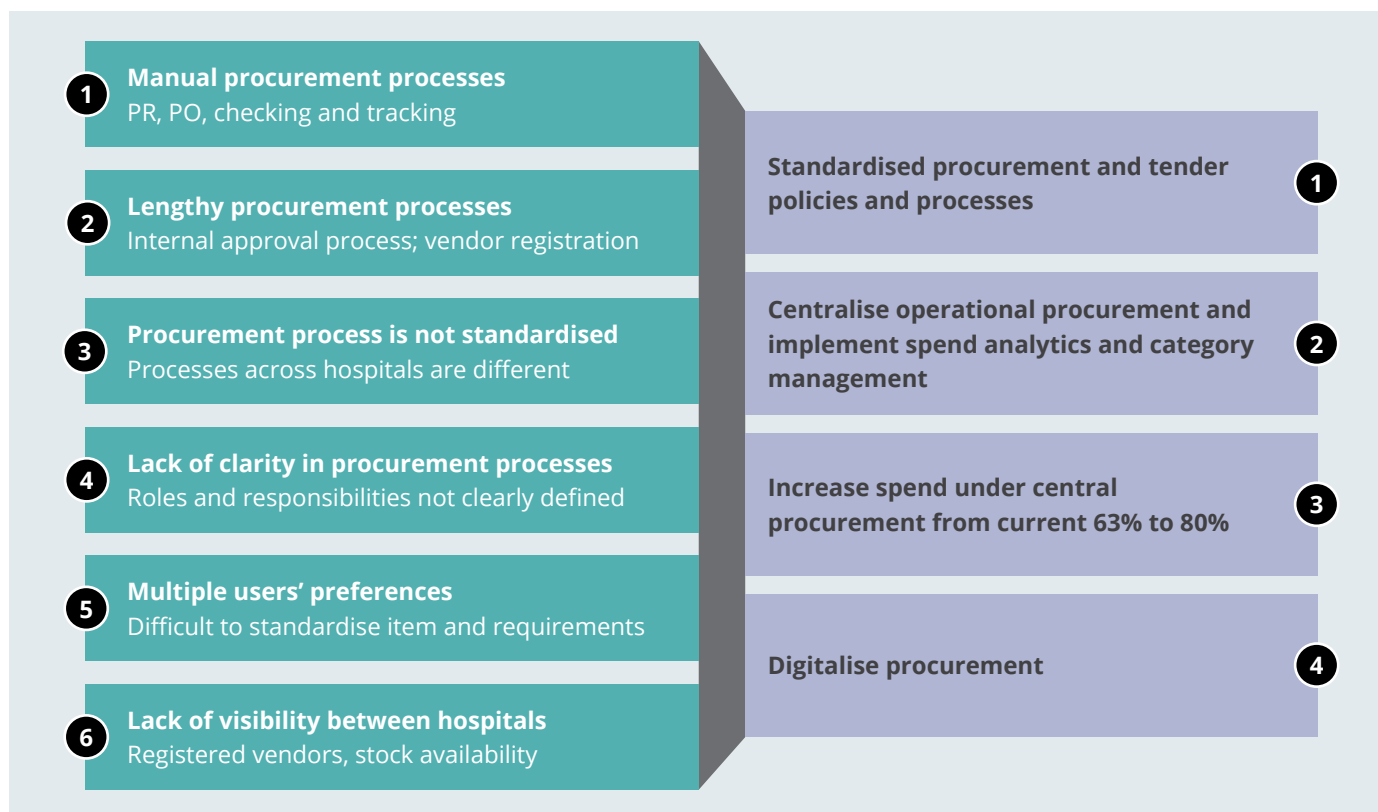 1
Manual procurement processes
PR, PO, checking and tracking
2
Lengthy procurement processes
Internal approval process; vendor registration
3
Procurement process is not standardised
Processes across hospitals are different
4
Lack of clarity in procurement processes
Roles and responsibilities not clearly defined
5
Multiple users’ preferences
Difficult to standardise item and requirements
6
Lack of visibility between hospitals
Registered vendors, stock availability
Standardised procurement and tender
policies and processes
1
Centralise operational procurement and
implement spend analytics and category
management
2
Increase spend under central
procurement from current 63% to 80%
3
Digitalise procurement
4